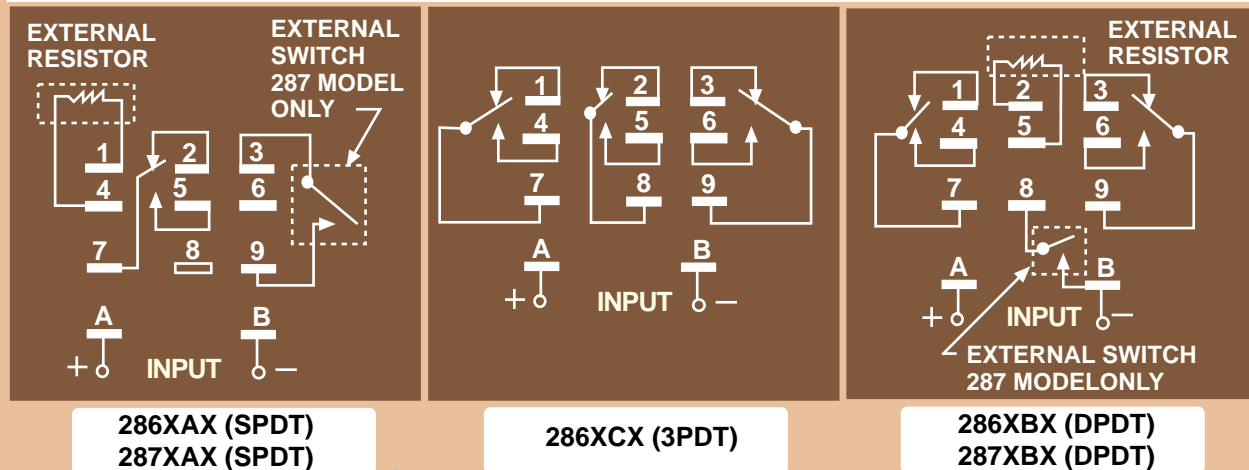 EXTERNAL
RESISTOR
EXTERNAL
SWITCH
287 MODEL
ONLY
1 2 3
4 5 6
7 8 9
A B
+ INPUT −
286XAX (SPDT)
287XAX (SPDT)
1 2 3
4 5 6
7 8 9
A B
+ INPUT −
286XCX (3PDT)
EXTERNAL
RESISTOR
1 2 3
4 5 6
7 8 9
A B
+ INPUT −
EXTERNAL SWITCH
287 MODELONLY
286XBX (DPDT)
287XBX (DPDT)